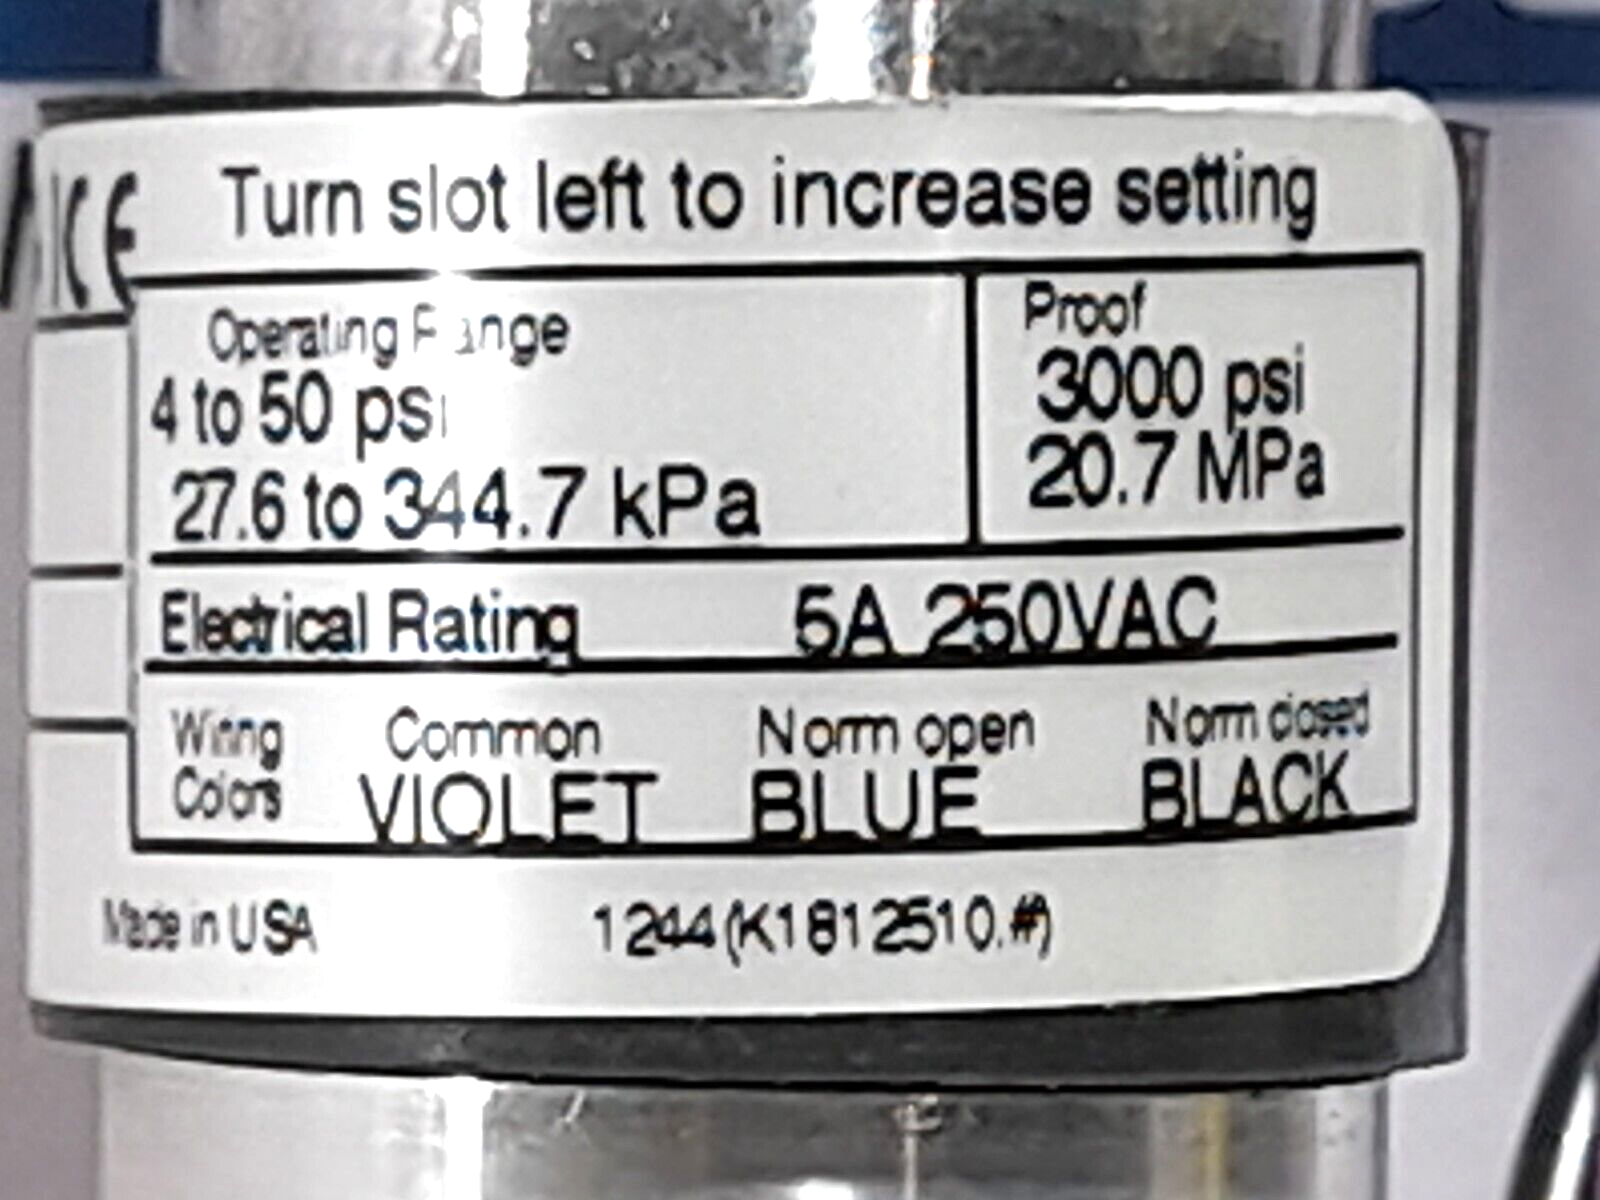 CE Turn slot left to increase setting
Operating Range
4 to 50 psi
27.6 to 344.7 kPa
Proof
3000 psi
20.7 MPa
Electrical Rating 5A 250VAC
Wiring Colors
Common
VIOLET
Norm open
BLUE
Norm closed
BLACK
Made in USA 1244(K1812510.#)